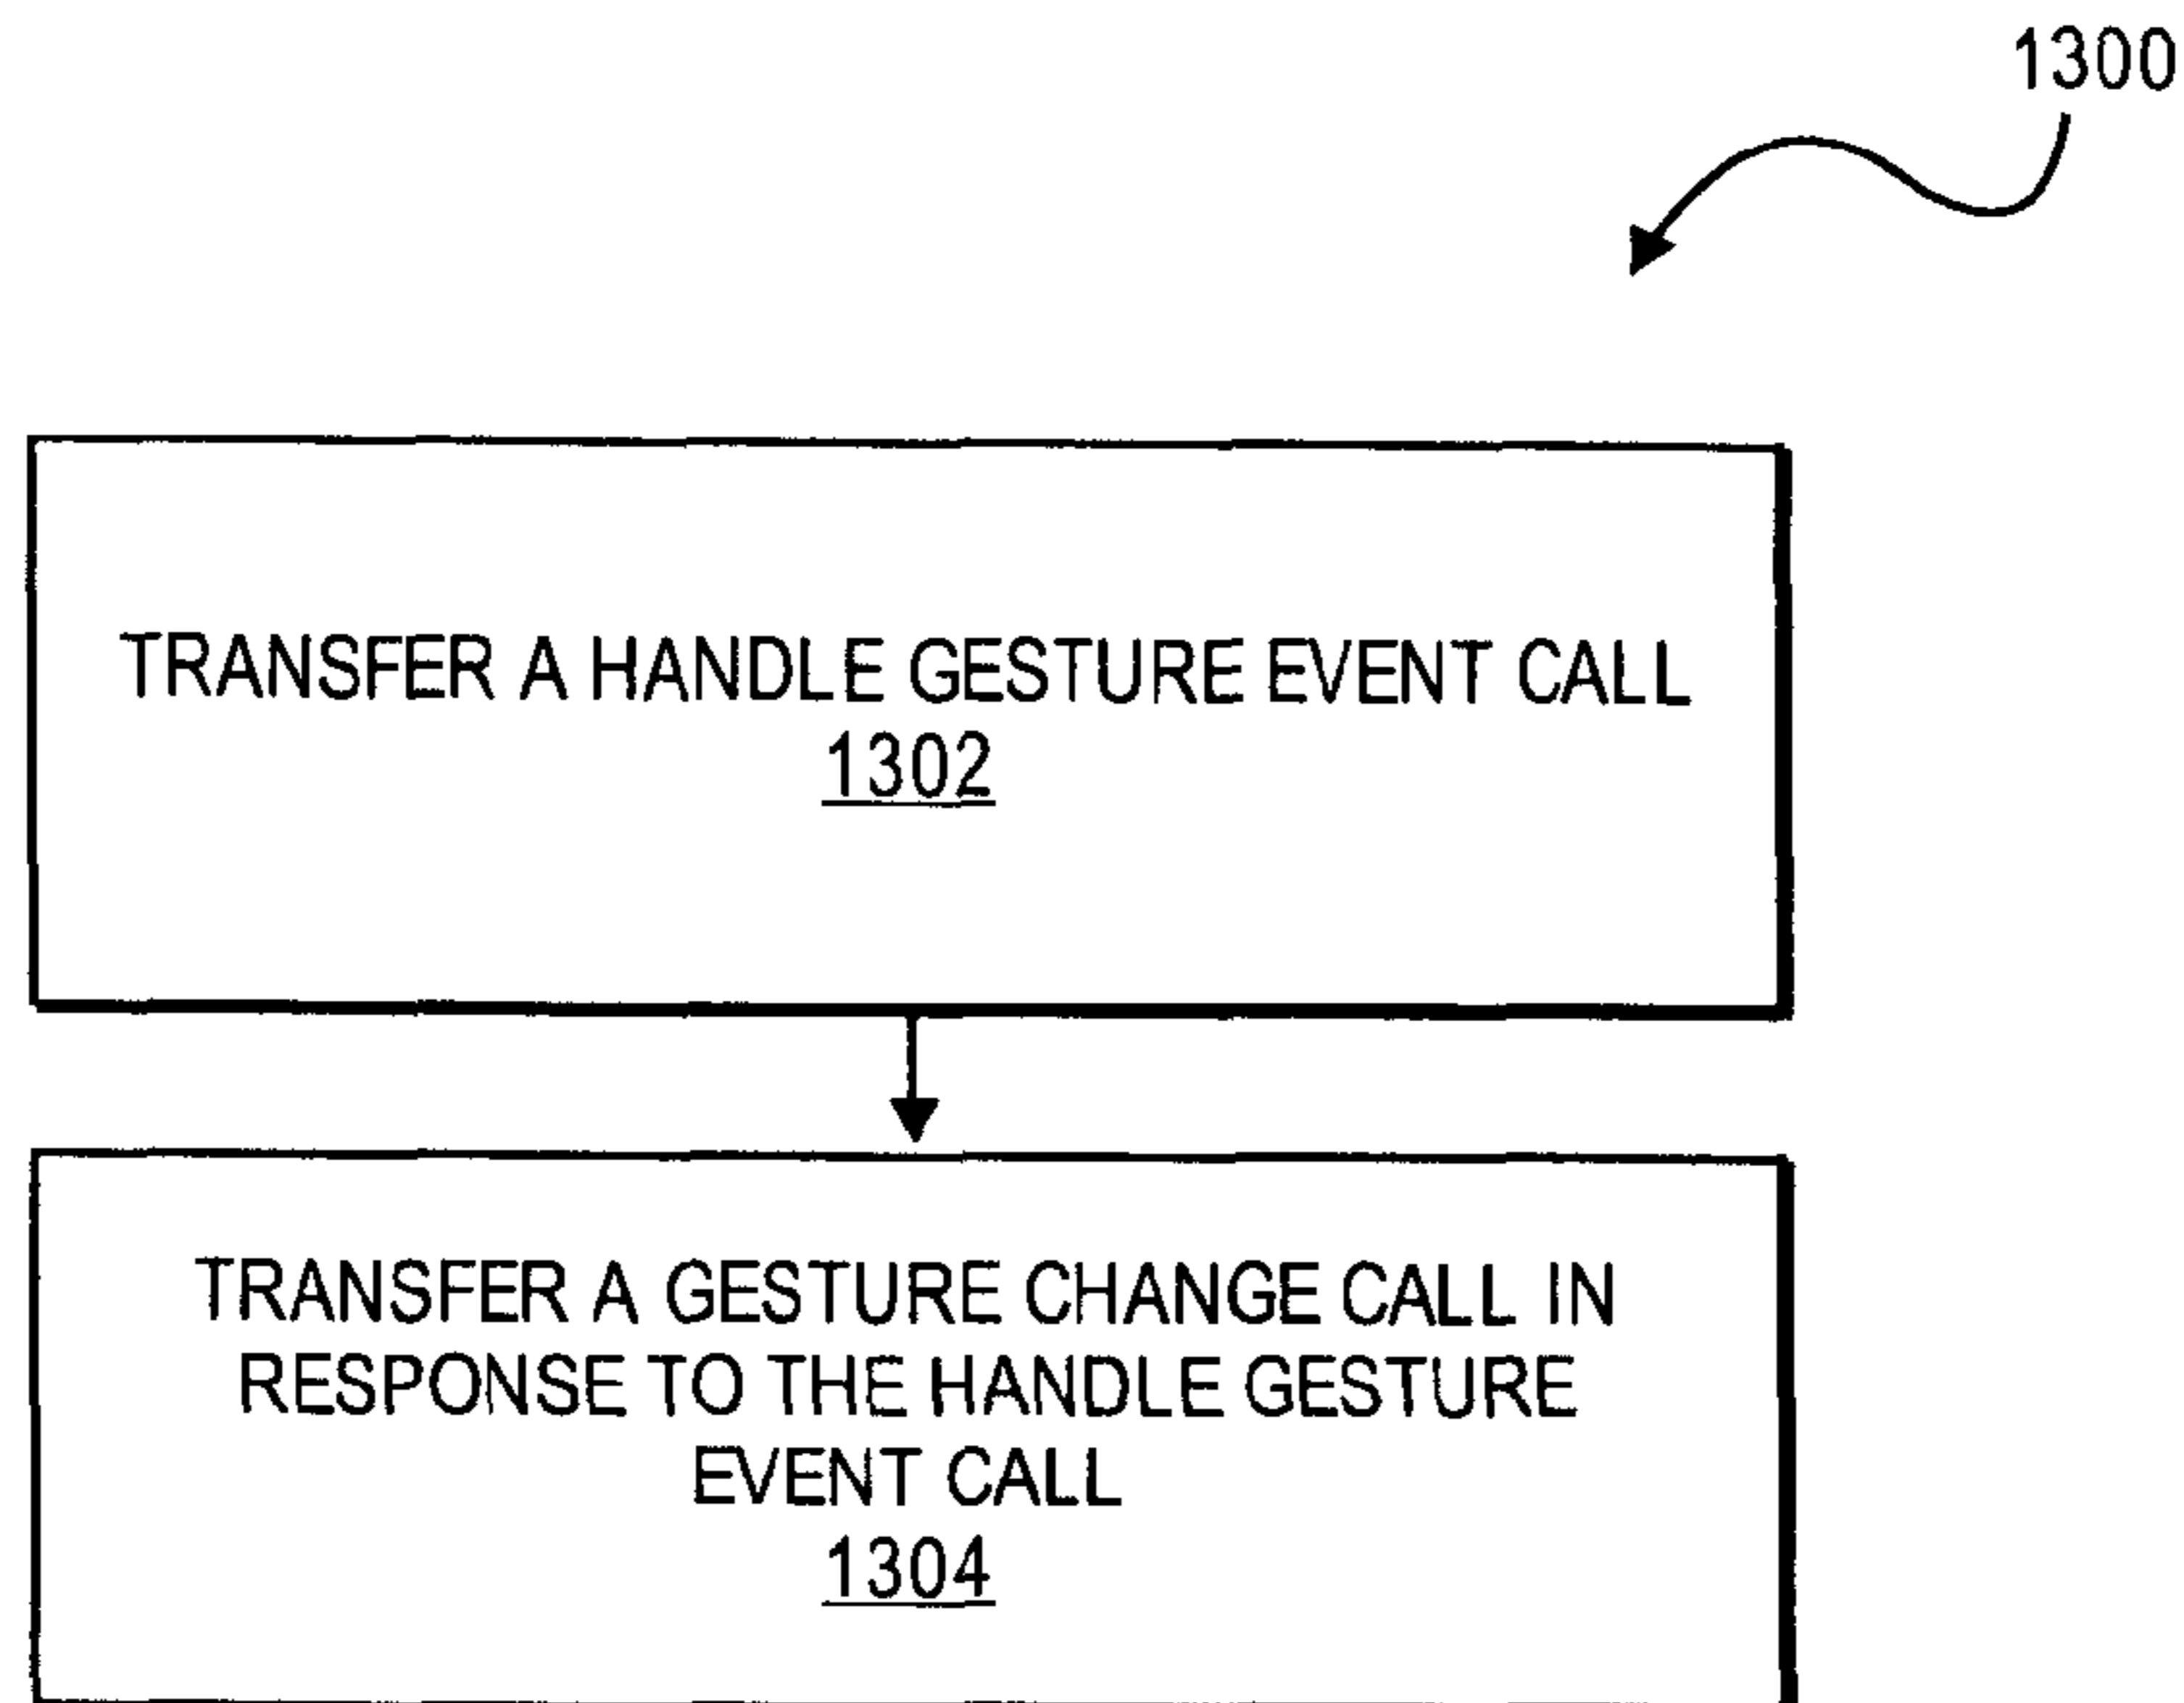 1300
TRANSFER A HANDLE GESTURE EVENT CALL
1302
TRANSFER A GESTURE CHANGE CALL IN
RESPONSE TO THE HANDLE GESTURE
EVENT CALL
1304